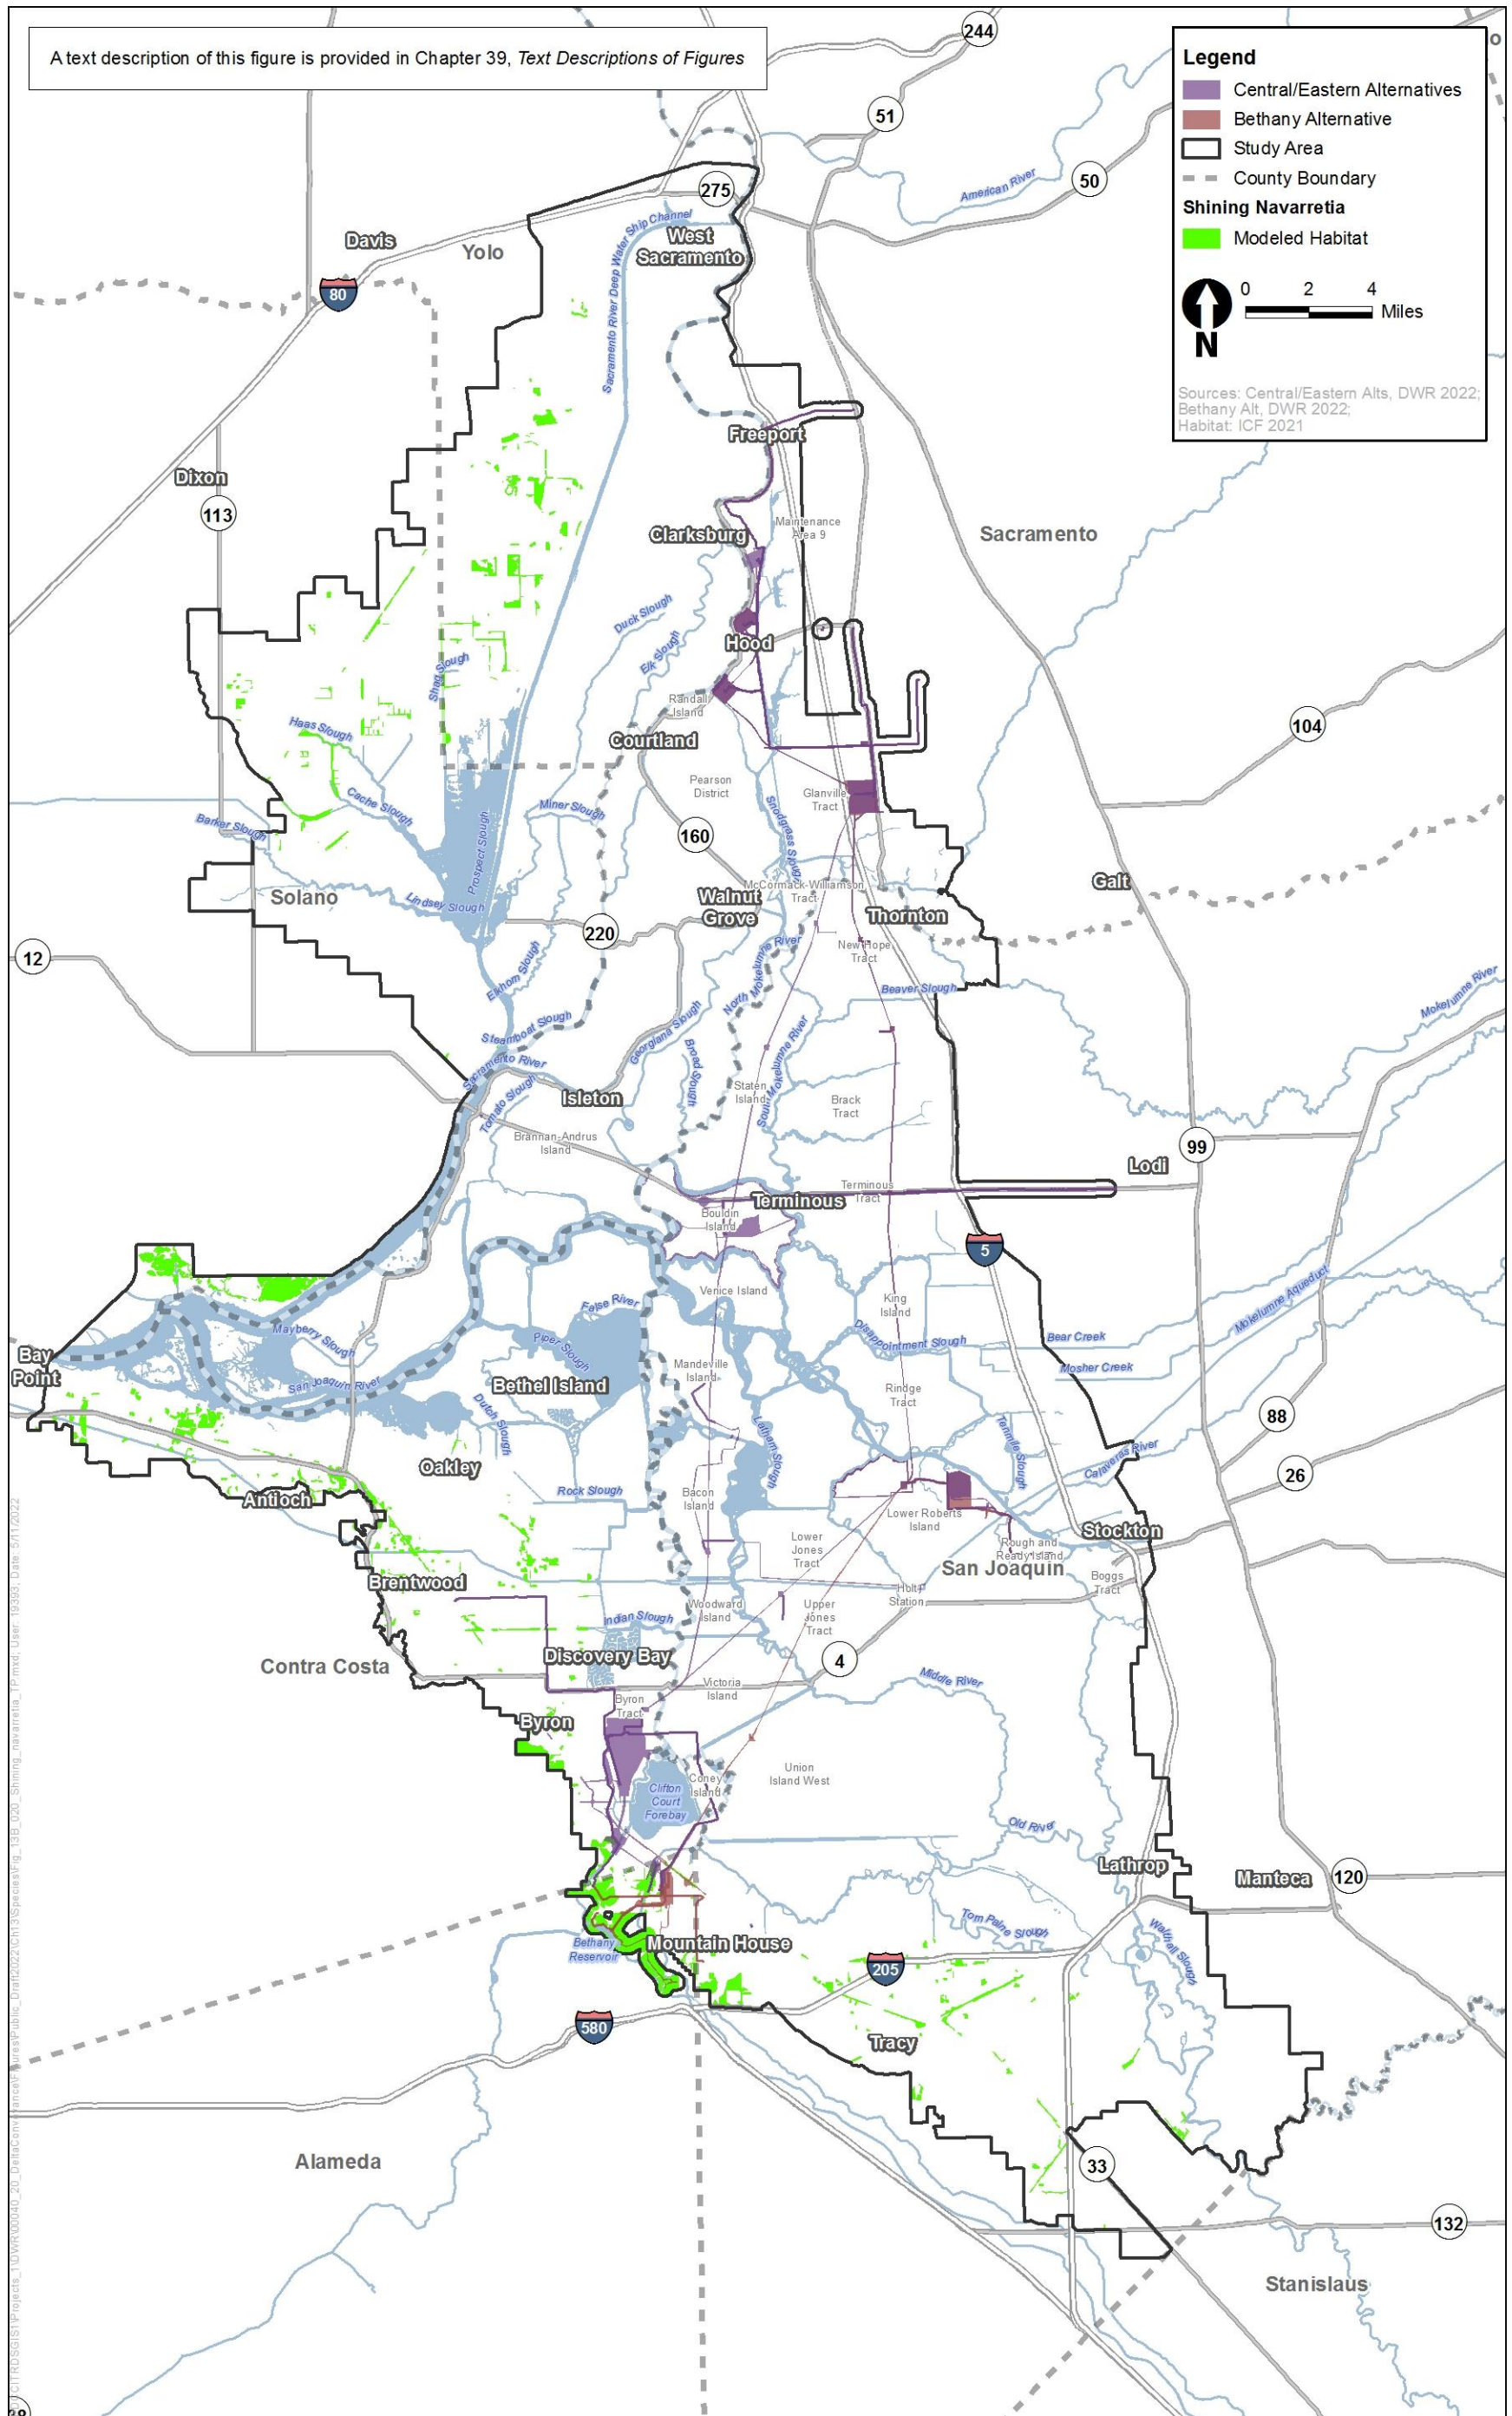 A text description of this figure is provided in Chapter 39, Text Descriptions of Figures
Legend
Central/Eastern Alternatives
Bethany Alternative
Study Area
County Boundary
Shining Navarretia
Modeled Habitat
0 2 4
Miles
N
Sources: Central/Eastern Alts, DWR 2022;
Bethany Alt, DWR 2022;
Habitat: ICF 2021
244
51
50
275
American River
Sacramento River Deep Water Ship Channel
West
Sacramento
Davis
Yolo
80
Freeport
Dixon
113
Clarksburg
Maintenance
Area 9
Sacramento
Duck Slough
Elk Slough
Hood
Shag Slough
Randall
Island
Haas Slough
Courtland
104
Pearson
District
Glanville
Tract
Cache Slough
Miner Slough
Snodgrass Slough
Barker Slough
Prospect Slough
160
Solano
Lindsey Slough
McCormack-Williamson
Tract
Walnut
Grove
Galt
Thornton
220
12
New Hope
Tract
North Mokelumne River
Elkhorn Slough
Beaver Slough
Mokelumne River
Steamboat Slough
Georgiana Slough
Sacramento River
Broad Slough
South Mokelumne River
Tomato Slough
Isleton
Staten
Island
Brack
Tract
Brannan-Andrus
Island
99
Lodi
Terminous
Tract
Terminous
Bouldin
Island
5
Venice Island
False River
King
Island
Mokelumne Aqueduct
Mayberry Slough
Piper Slough
Disappointment Slough
Bear Creek
Bay
Point
Mosher Creek
Mandeville
Island
San Joaquin River
Bethel Island
Rindge
Tract
Dutch Slough
88
Latham Slough
Tenmile Slough
Oakley
Calaveras River
26
Rock Slough
Bacon
Island
Antioch
Lower Roberts
Island
Stockton
Lower
Jones
Tract
Rough and
Ready Island
San Joaquin
Brentwood
Boggs
Tract
Holt
Station
Woodward
Island
Upper
Jones
Tract
Indian Slough
Discovery Bay
Contra Costa
4
Middle River
Victoria
Island
Byron
Tract
Byron
Union
Island West
Coney
Island
Clifton
Court
Forebay
Old River
Lathrop
Manteca
120
Tom Paine Slough
Walthall Slough
Bethany
Reservoir
Mountain House
205
580
Tracy
Alameda
33
132
Stanislaus